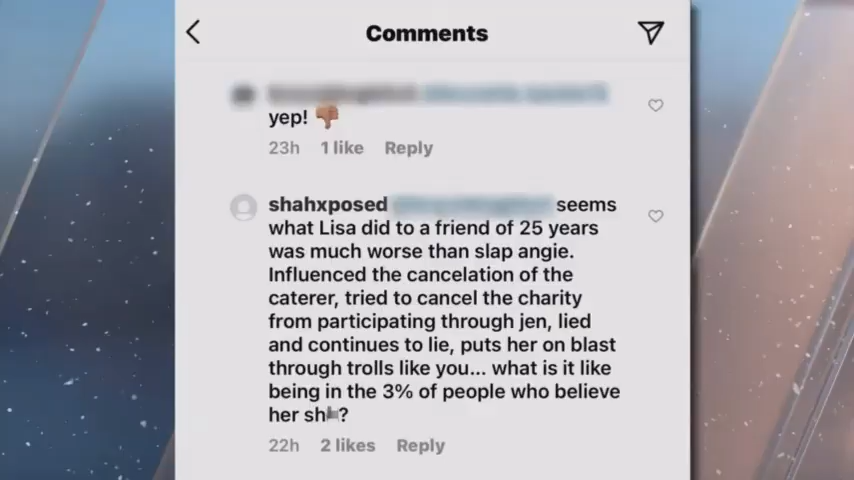 Comments
yep! 👎🏽
23h 1 like Reply
shahxposed seems
what Lisa did to a friend of 25 years
was much worse than slap angie.
Influenced the cancelation of the
caterer, tried to cancel the charity
from participating through jen, lied
and continues to lie, puts her on blast
through trolls like you... what is it like
being in the 3% of people who believe
her sh ?
22h 2 likes Reply